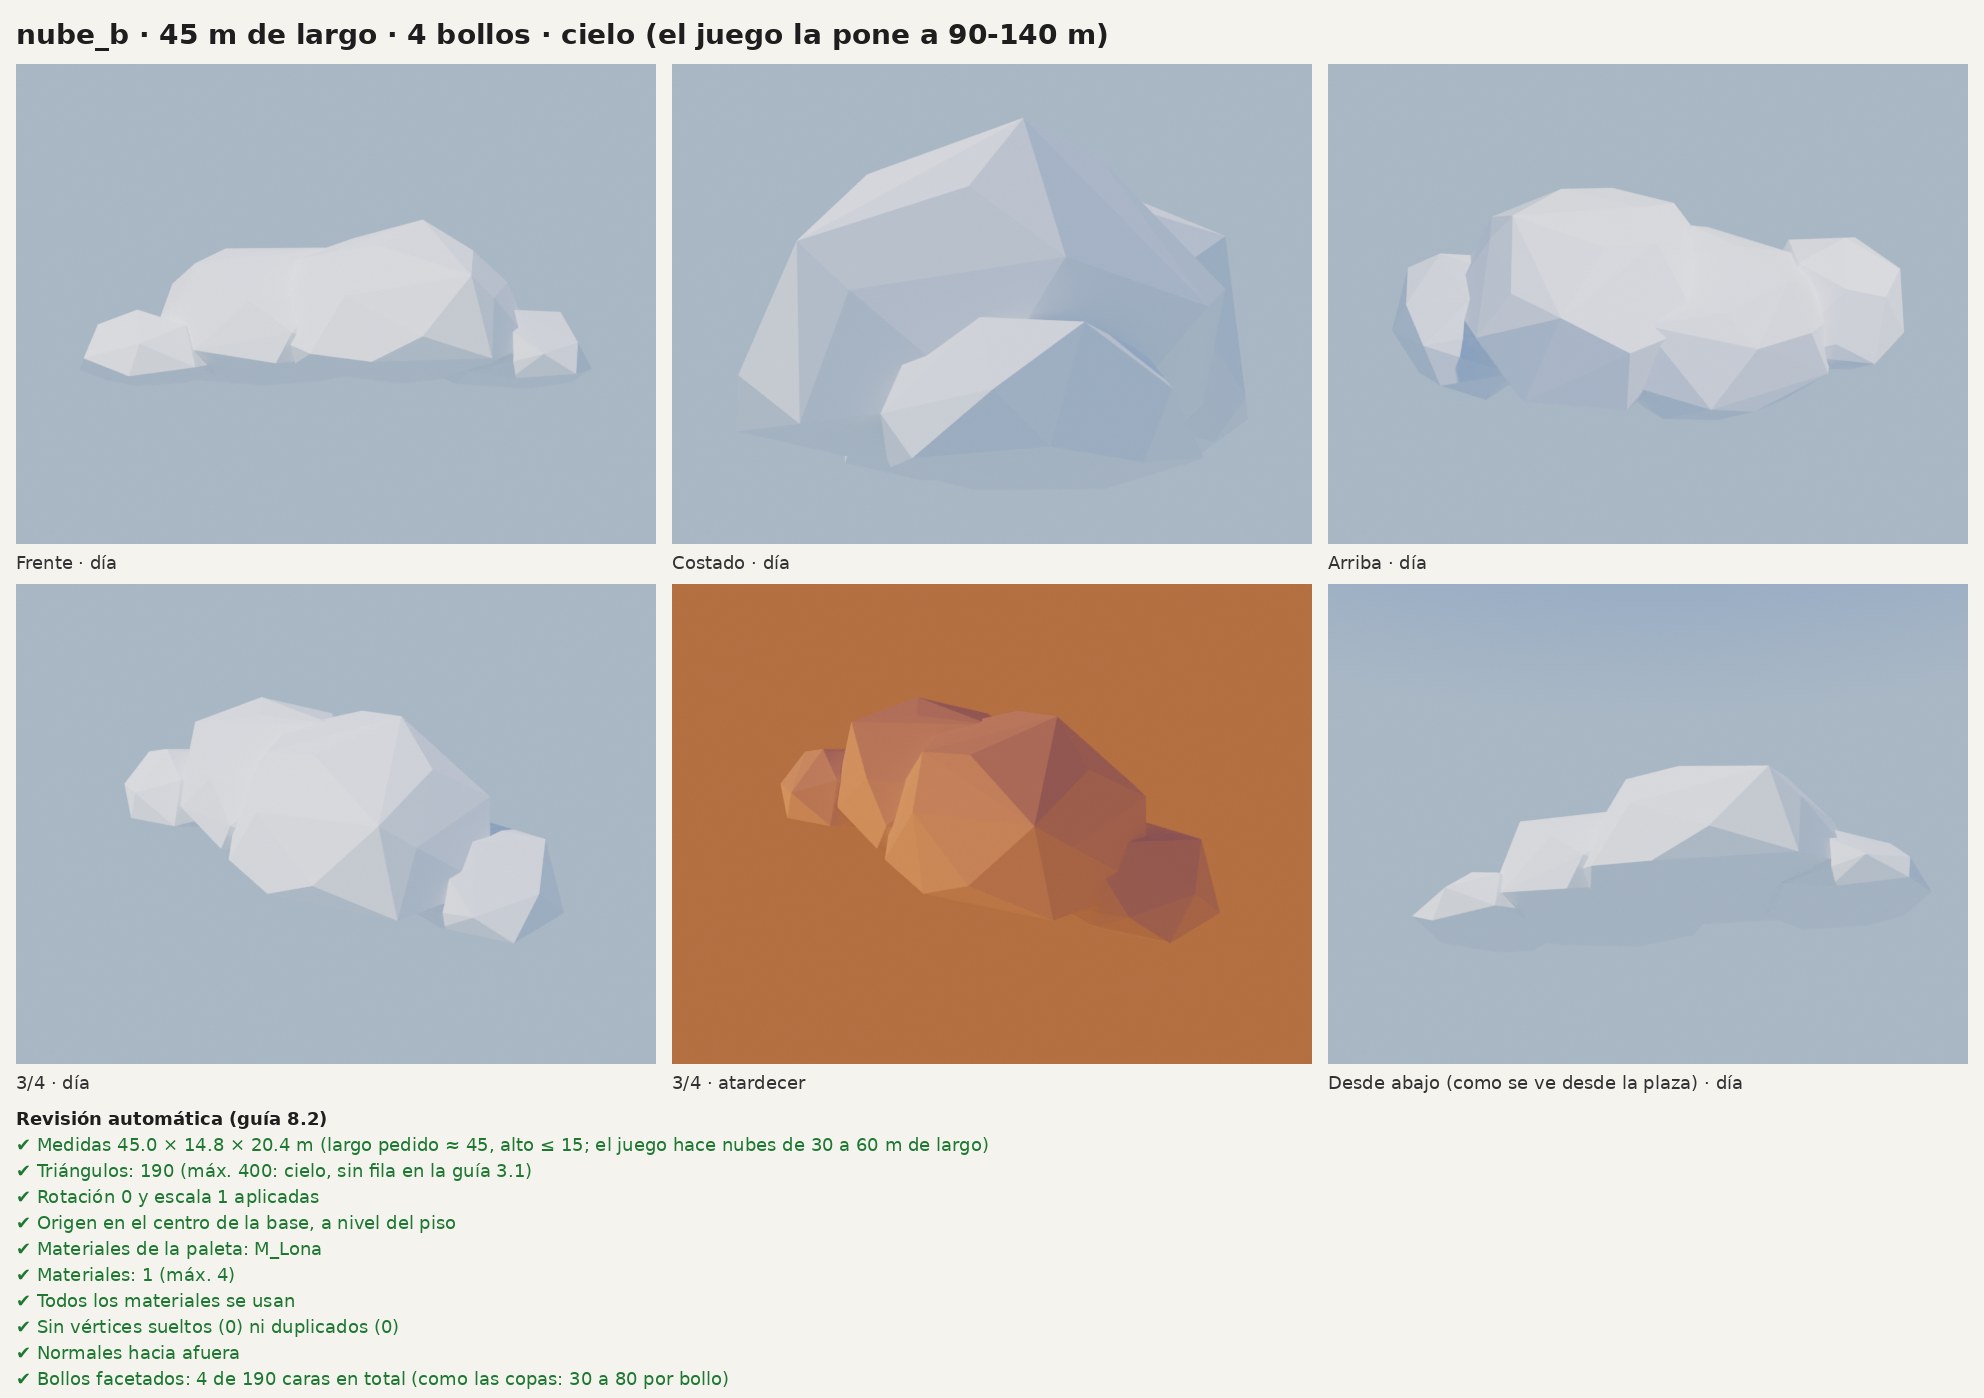 nube_b · 45 m de largo · 4 bollos · cielo (el juego la pone a 90-140 m)
Frente · día
Costado · día
Arriba · día
3/4 · día
3/4 · atardecer
Desde abajo (como se ve desde la plaza) · día
Revisión automática (guía 8.2)
✔ Medidas 45.0 × 14.8 × 20.4 m (largo pedido ≈ 45, alto ≤ 15; el juego hace nubes de 30 a 60 m de largo)
✔ Triángulos: 190 (máx. 400: cielo, sin fila en la guía 3.1)
✔ Rotación 0 y escala 1 aplicadas
✔ Origen en el centro de la base, a nivel del piso
✔ Materiales de la paleta: M_Lona
✔ Materiales: 1 (máx. 4)
✔ Todos los materiales se usan
✔ Sin vértices sueltos (0) ni duplicados (0)
✔ Normales hacia afuera
✔ Bollos facetados: 4 de 190 caras en total (como las copas: 30 a 80 por bollo)